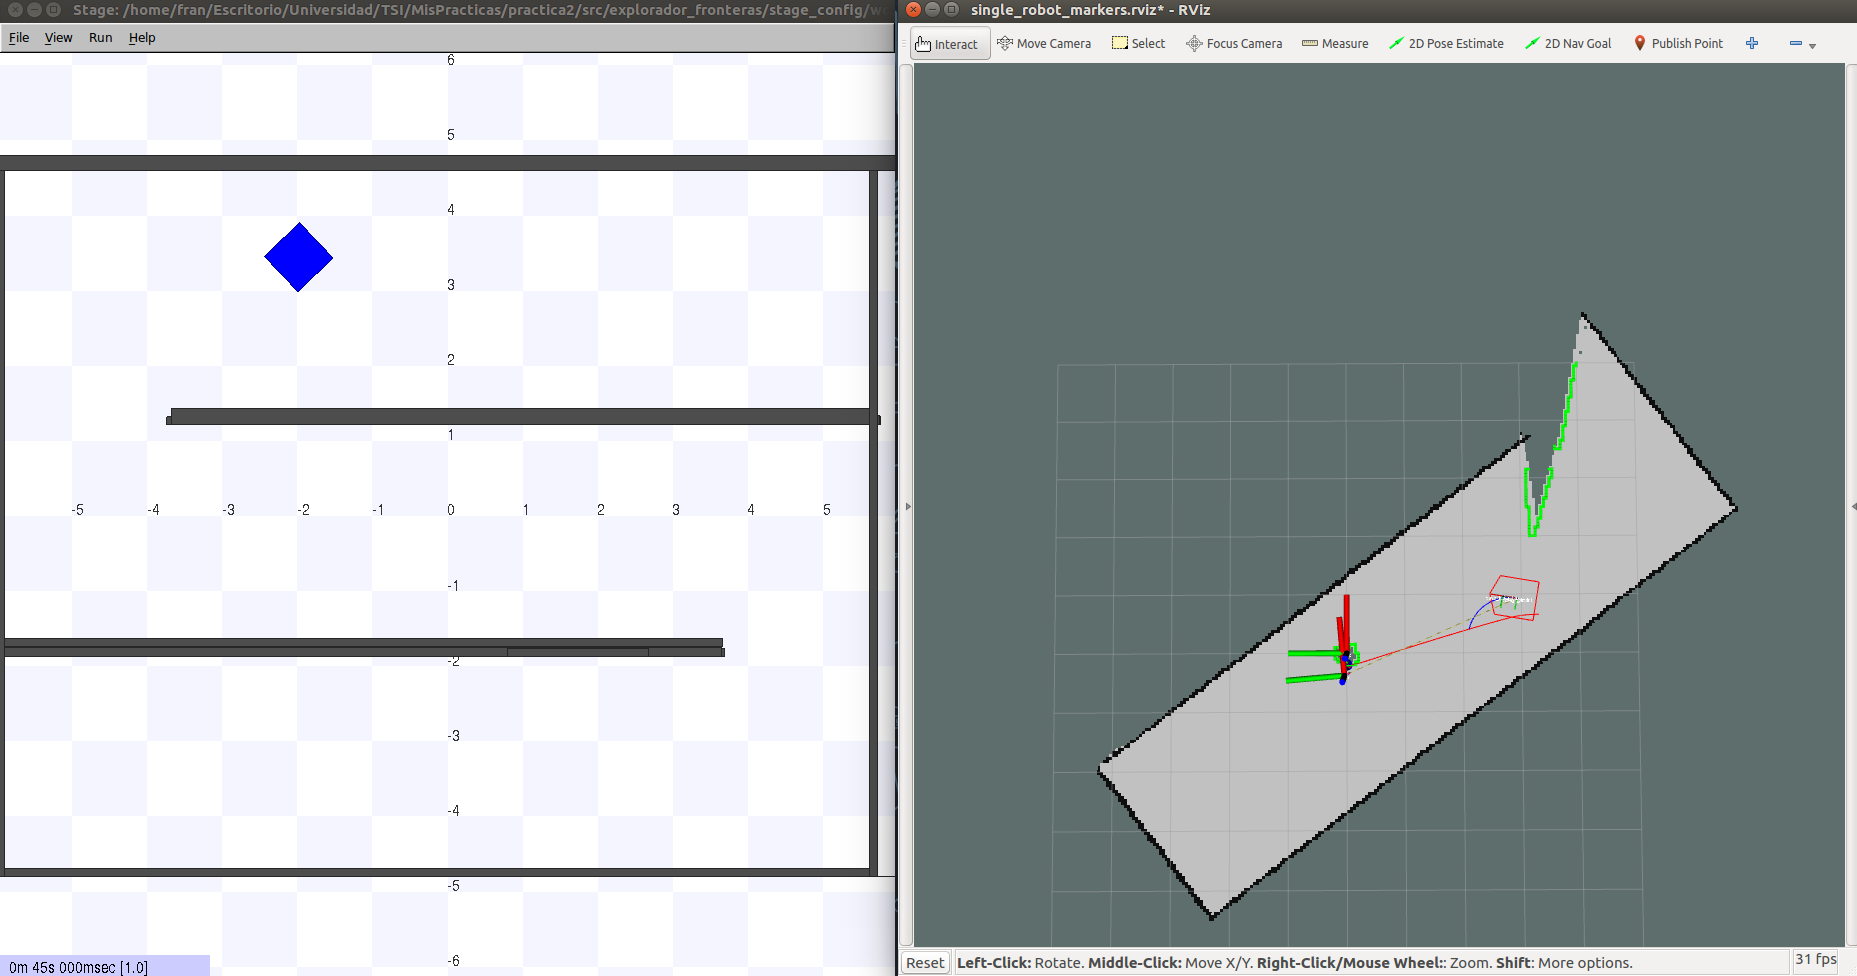 Stage: /home/fran/Escritorio/Universidad/TSI/MisPracticas/practica2/src/explorador_fronteras/stage_config/w
File View Run Help
6
5
4
3
2
1
-5 -4 -3 -2 -1 0 1 2 3 4 5
-1
-2
-3
-4
-5
-6
0m 45s 000msec [1.0]
single_robot_markers.rviz* - RViz
Interact Move Camera Select Focus Camera Measure 2D Pose Estimate 2D Nav Goal Publish Point
Reset Left-Click: Rotate. Middle-Click: Move X/Y. Right-Click/Mouse Wheel:: Zoom. Shift: More options. 31 fps